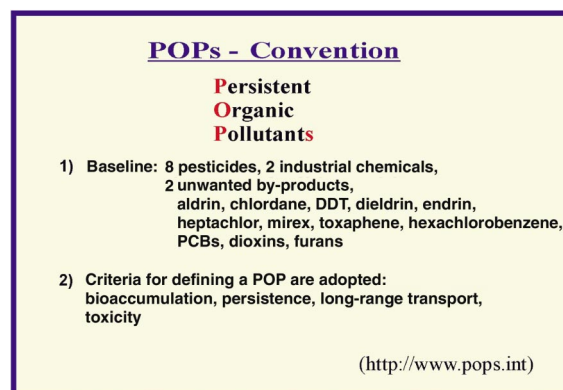 POPs - Convention
Persistent
Organic
Pollutants
1) Baseline: 8 pesticides, 2 industrial chemicals,
2 unwanted by-products,
aldrin, chlordane, DDT, dieldrin, endrin,
heptachlor, mirex, toxaphene, hexachlorobenzene,
PCBs, dioxins, furans
2) Criteria for defining a POP are adopted:
bioaccumulation, persistence, long-range transport,
toxicity
(http://www.pops.int)